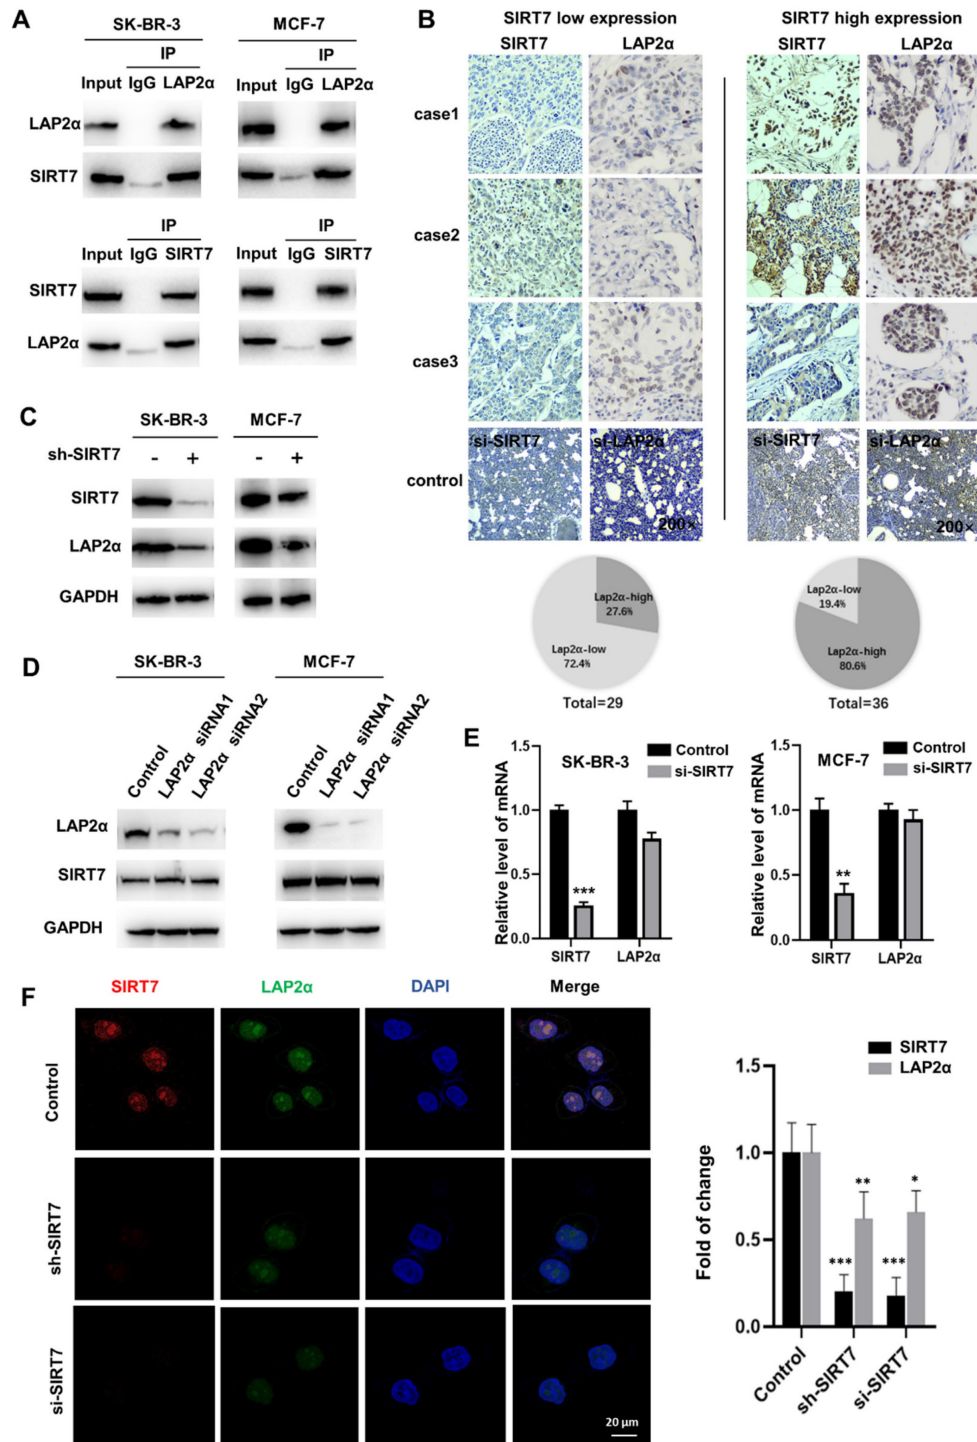 A
SK-BR-3
MCF-7
IP
IP
Input IgG LAP2α
Input IgG LAP2α
LAP2α
SIRT7
IP
IP
Input IgG SIRT7
Input IgG SIRT7
SIRT7
LAP2α
B
SIRT7 low expression
SIRT7 high expression
SIRT7
LAP2α
SIRT7
LAP2α
case1
case2
case3
control
si-SIRT7
si-LAP2α
200×
si-SIRT7
si-LAP2α
200×
Lap2α-high
27.6%
Lap2α-low
72.4%
Total=29
Lap2α-low
19.4%
Lap2α-high
80.6%
Total=36
C
SK-BR-3
MCF-7
sh-SIRT7
- +
- +
SIRT7
LAP2α
GAPDH
D
SK-BR-3
MCF-7
Control
LAP2α siRNA1
LAP2α siRNA2
Control
LAP2α siRNA1
LAP2α siRNA2
LAP2α
SIRT7
GAPDH
E
Relative level of mRNA
1.5
1.0
0.5
0.0
SK-BR-3
Control
si-SIRT7
***
SIRT7
LAP2α
Relative level of mRNA
1.5
1.0
0.5
0.0
MCF-7
Control
si-SIRT7
**
SIRT7
LAP2α
F
SIRT7
LAP2α
DAPI
Merge
Control
sh-SIRT7
si-SIRT7
20 μm
Fold of change
1.5
1.0
0.5
0.0
SIRT7
LAP2α
***
**
***
*
Control
sh-SIRT7
si-SIRT7